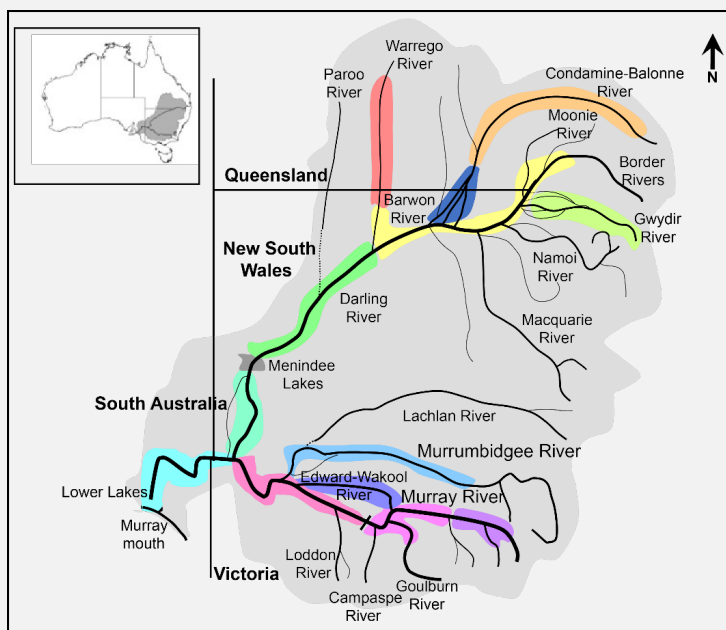 Warrego
River
Paroo
River
Condamine-Balonne
River
Moonie
River
N
Border
Rivers
Queensland
Barwon
River
Gwydir
River
New South
Wales
Namoi
River
Darling
River
Macquarie
River
Menindee
Lakes
South Australia
Lachlan River
Murrumbidgee River
Edward-Wakool
River
Murray River
Lower Lakes
Murray
mouth
Loddon
River
Victoria
Campaspe
River
Goulburn
River